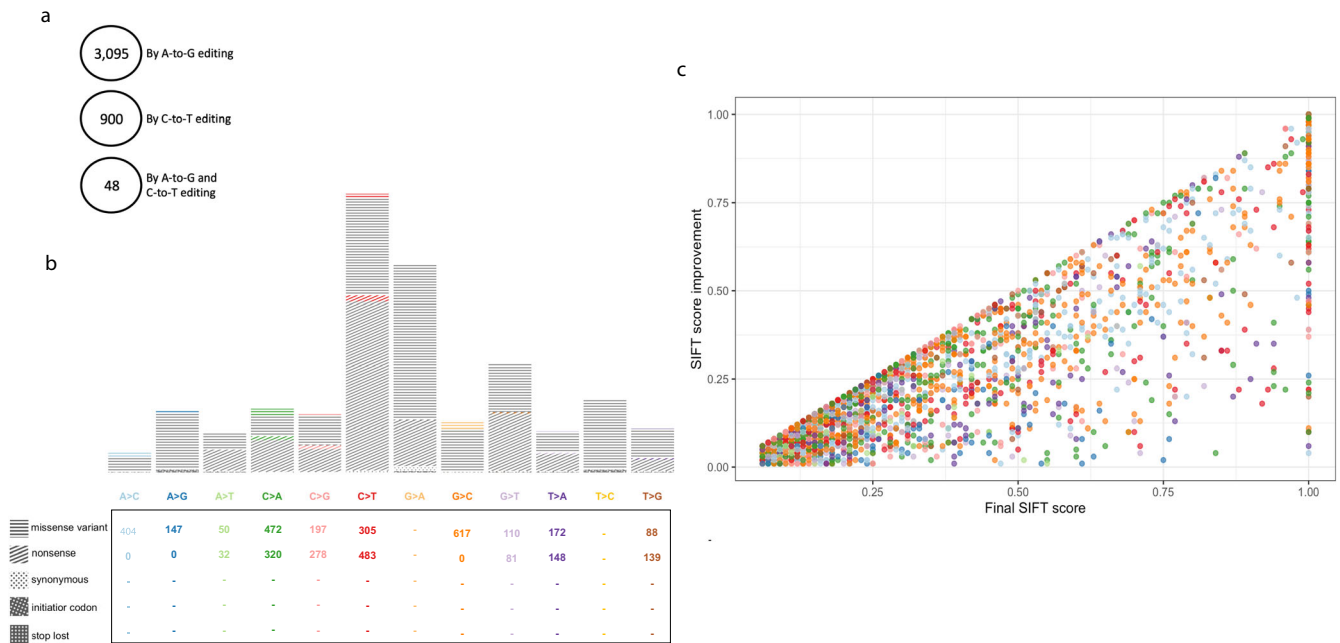 a
3,095
By A-to-G editing
900
By C-to-T editing
48
By A-to-G and
C-to-T editing
b
A>C A>G A>T C>A C>G C>T G>A G>C G>T T>A T>C T>G
missense variant 404 147 50 472 197 305 - 617 110 172 - 88
nonsense 0 0 32 320 278 483 - 0 81 148 - 139
synonymous - - - - - - - - - - - -
initiatior codon - - - - - - - - - - - -
stop lost - - - - - - - - - - - -
c
SIFT score improvement
1.00
0.75
0.50
0.25
0.00
0.25 0.50 0.75 1.00
Final SIFT score
-